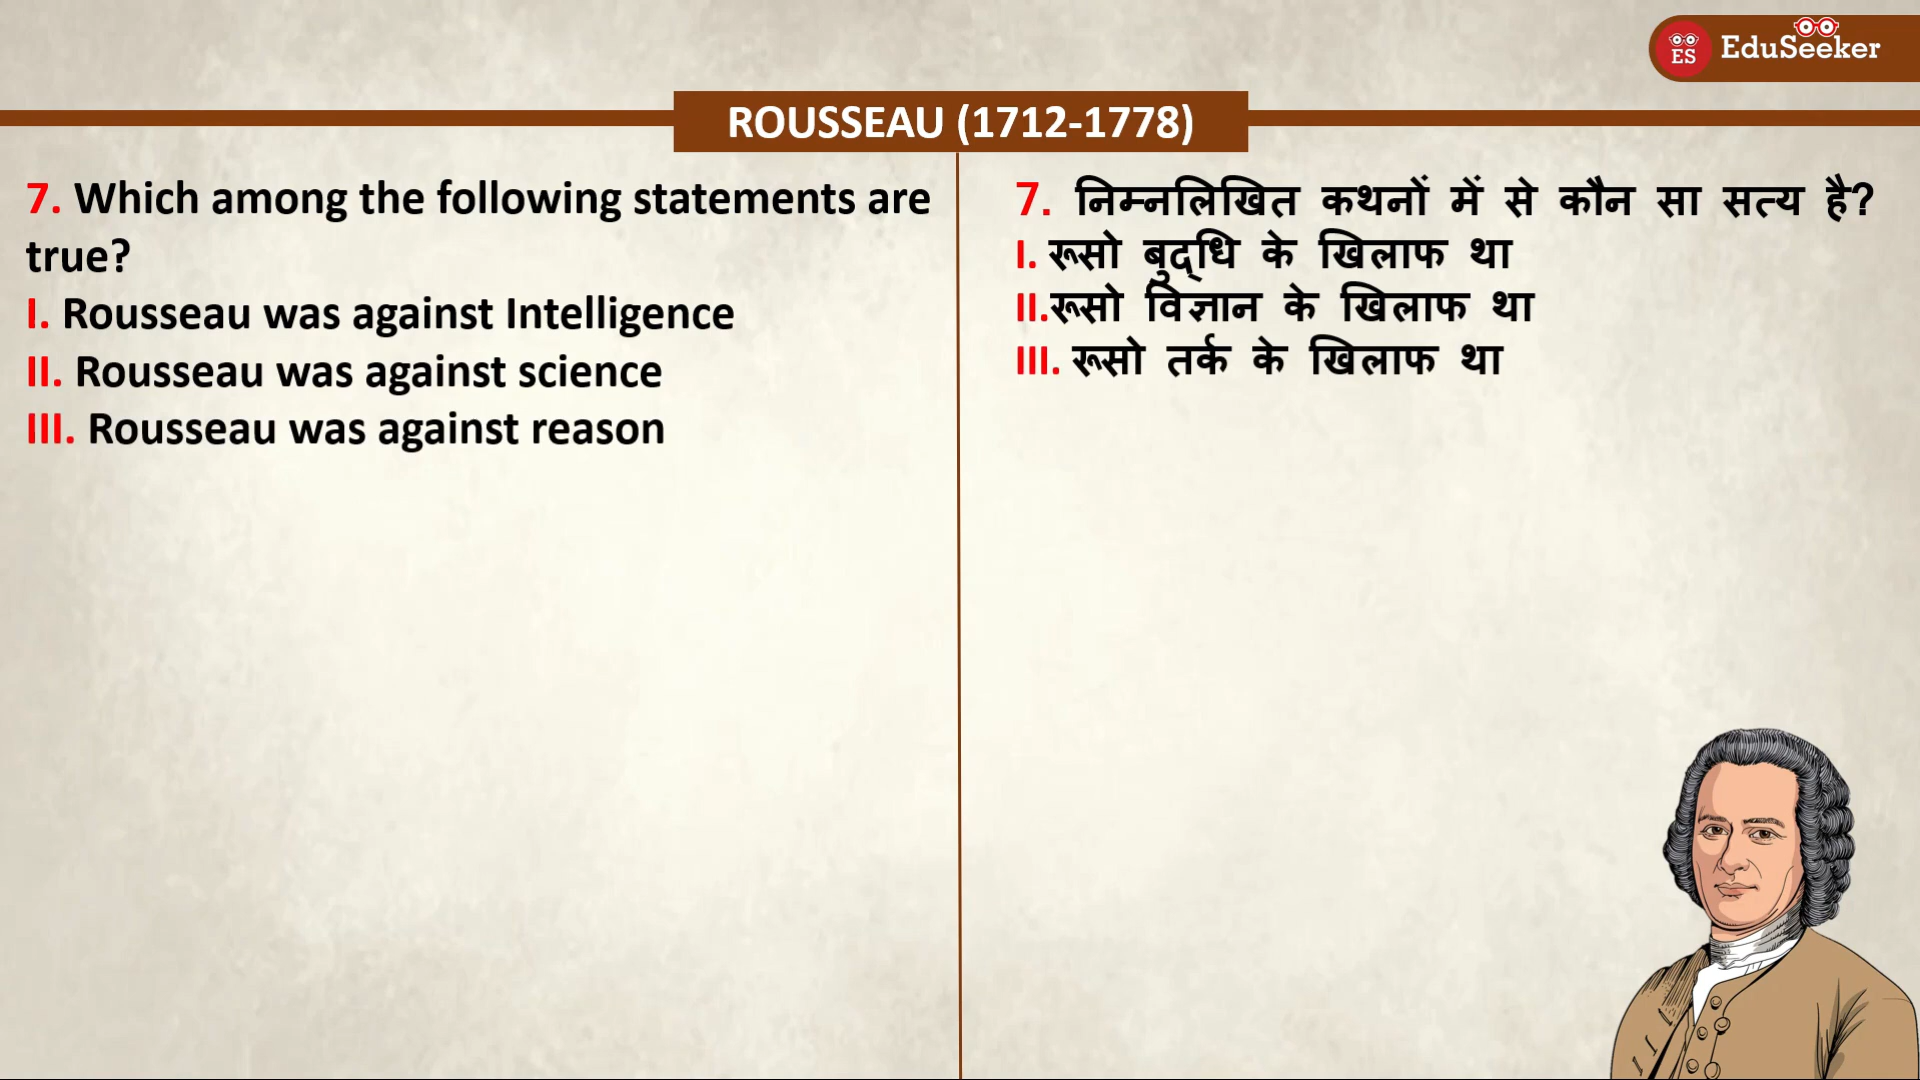 ES EduSeeker
ROUSSEAU (1712-1778)
7. Which among the following statements are
true?
I. Rousseau was against Intelligence
II. Rousseau was against science
III. Rousseau was against reason
7. निम्नलिखित कथनों में से कौन सा सत्य है?
I. रूसो बुद्धि के खिलाफ था
II.रूसो विज्ञान के खिलाफ था
III. रूसो तर्क के खिलाफ था